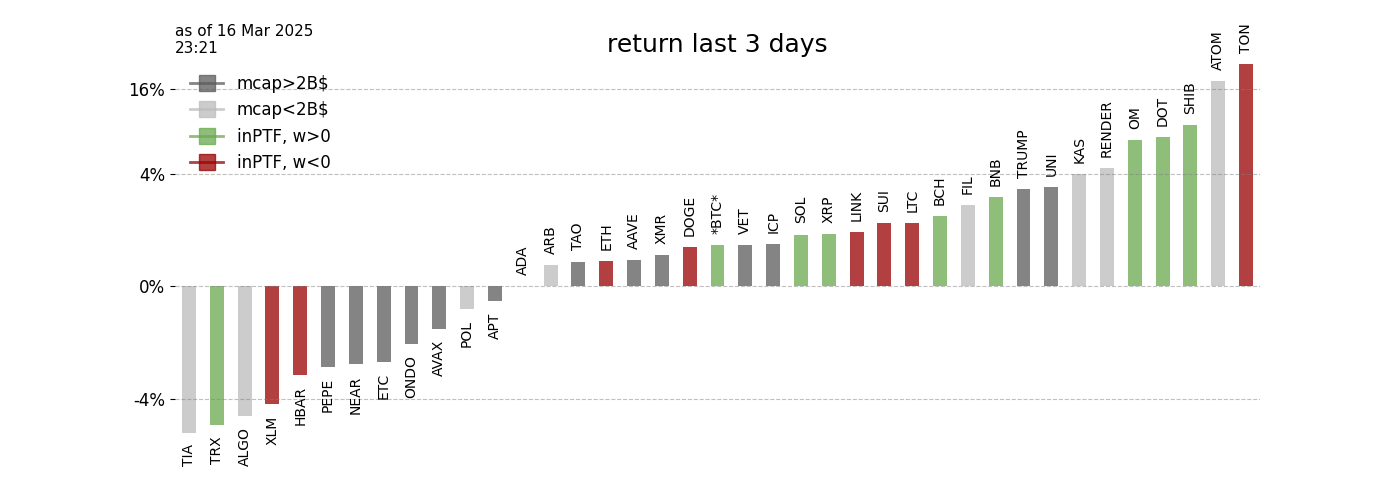 as of 16 Mar 2025
23:21
return last 3 days
mcap>2B$
mcap<2B$
inPTF, w>0
inPTF, w<0
16%
4%
0%
-4%
TIA
TRX
ALGO
XLM
HBAR
PEPE
NEAR
ETC
ONDO
AVAX
POL
APT
ADA
ARB
TAO
ETH
AAVE
XMR
DOGE
*BTC*
VET
ICP
SOL
XRP
LINK
SUI
LTC
BCH
FIL
BNB
TRUMP
UNI
KAS
RENDER
OM
DOT
SHIB
ATOM
TON